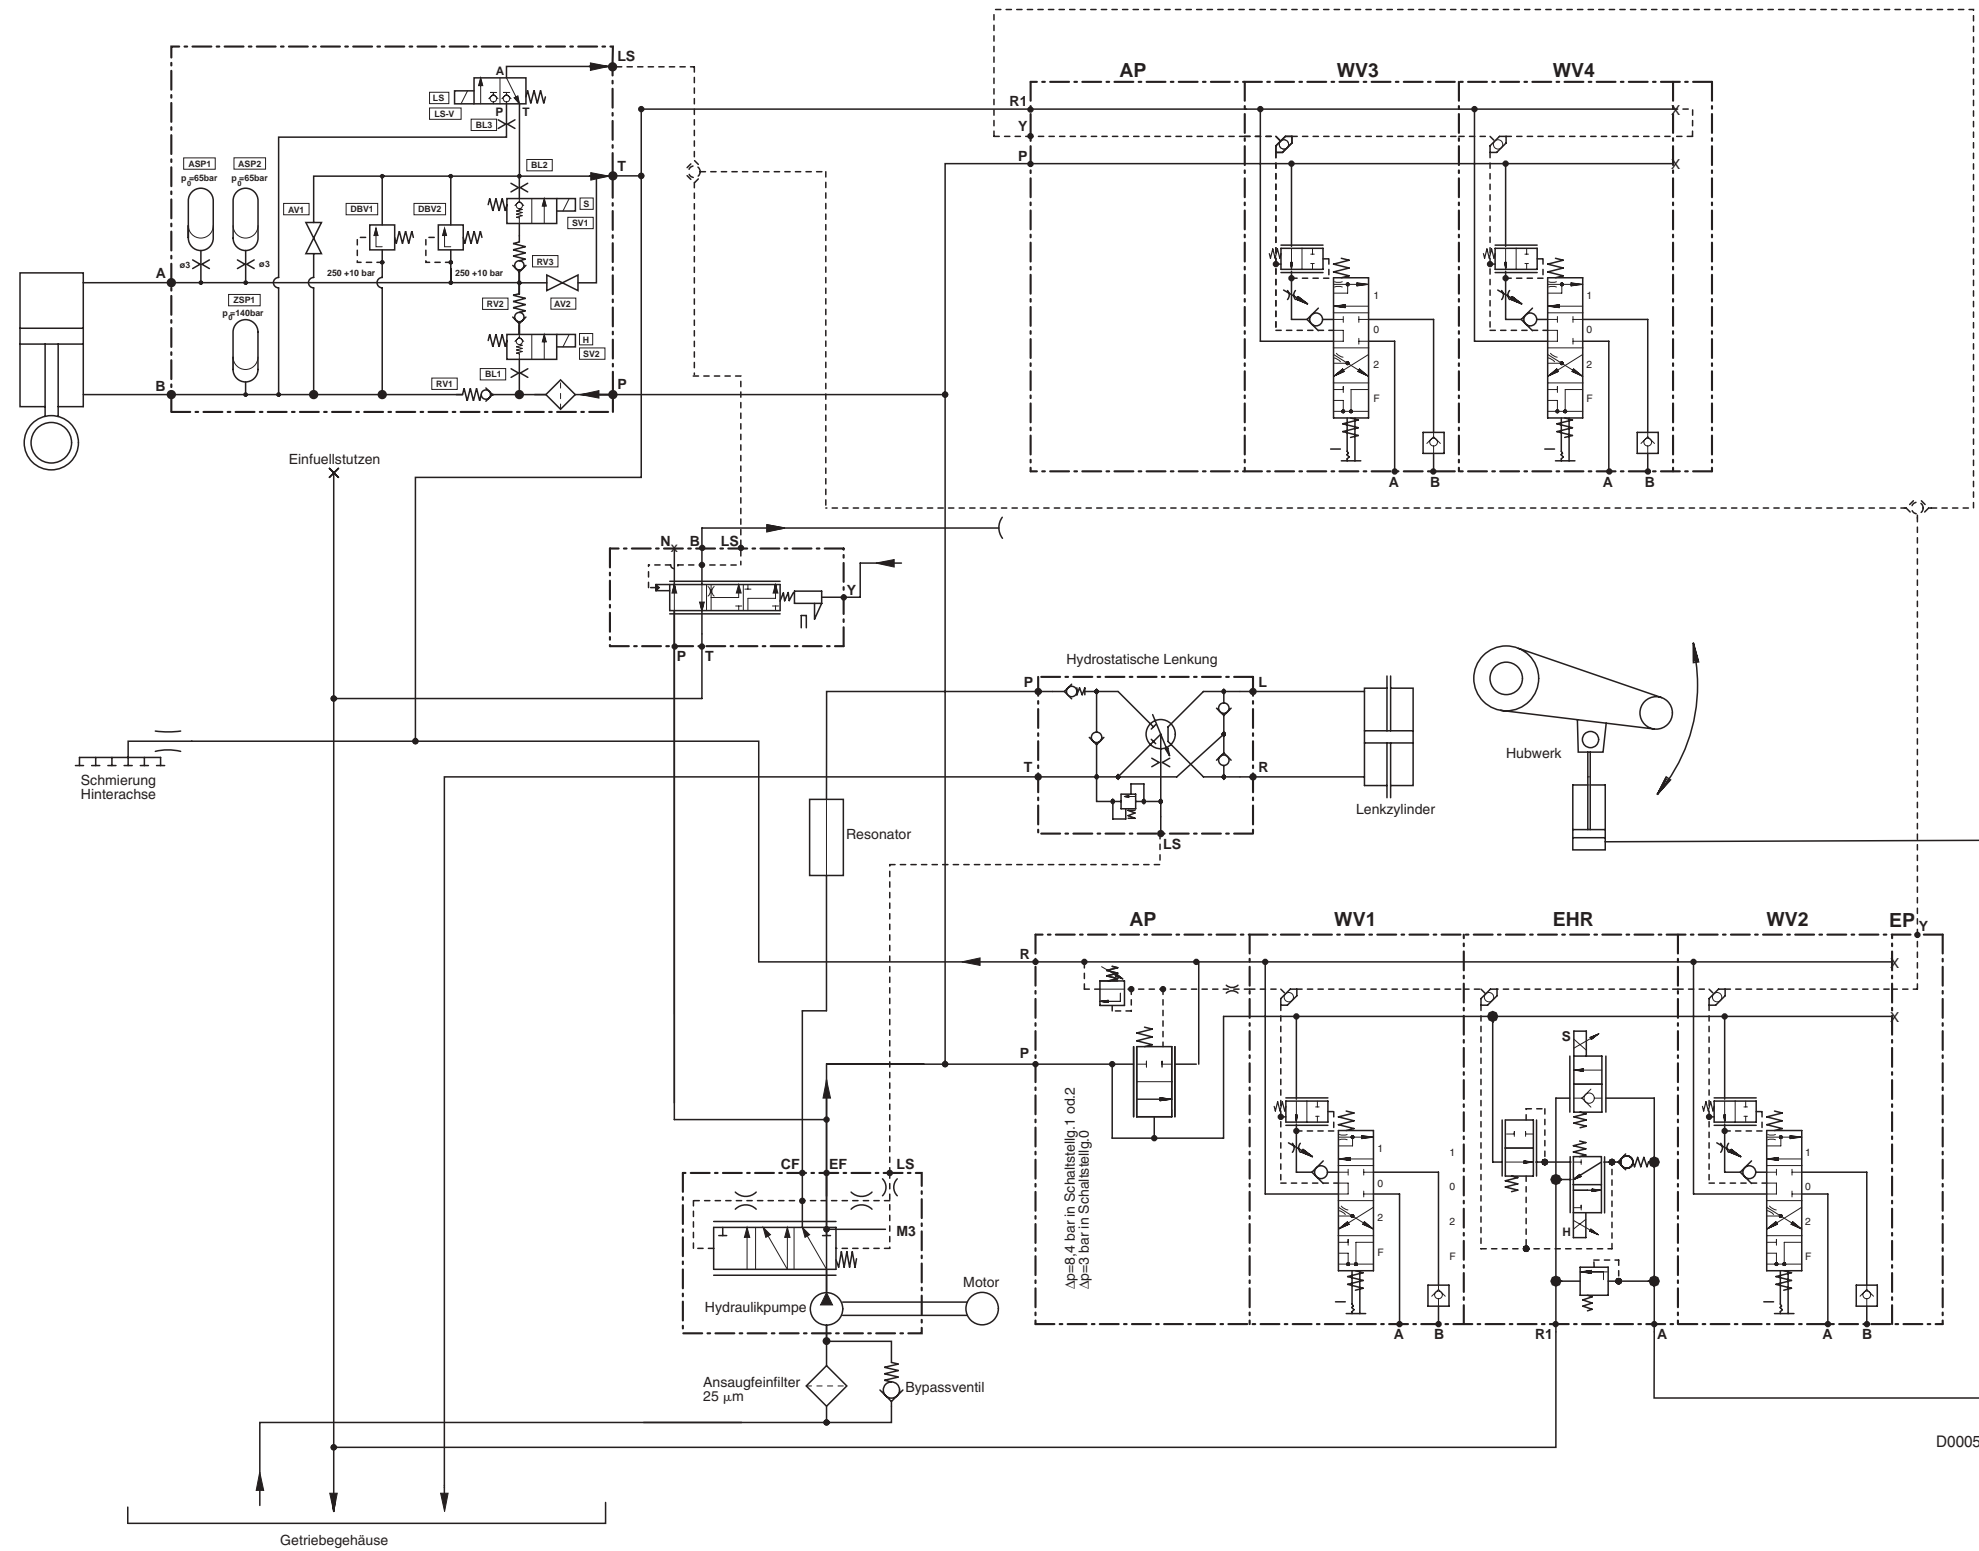 AP
WV3
WV4
LS
A
LS
LS-V
P
T
BL3
R1
Y
P
X
X
ASP1
ASP2
p0=65bar
p0=65bar
BL2
T
AV1
DBV1
DBV2
S
SV1
ø3
ø3
RV3
250 +10 bar
250 +10 bar
A
ZSP1
p0=140bar
RV2
AV2
H
SV2
BL1
RV1
B
P
1
0
2
F
1
0
2
F
A
B
A
B
Einfuellstutzen
N
B
LS
Y
P
T
Hydrostatische Lenkung
P
L
T
R
LS
Lenkzylinder
Hubwerk
Schmierung
Hinterachse
Resonator
AP
WV1
EHR
WV2
EP
Y
R
X
P
X
S
H
Δp=8,4 bar in Schaltstellg.1 od.2
Δp=3 bar in Schaltstellg.0
1
0
2
F
1
0
2
F
1
0
2
F
A
B
R1
A
A
B
CF
EF
LS
M3
Hydraulikpumpe
Motor
Ansaugfeinfilter
25 µm
Bypassventil
D0005
Getriebegehäuse